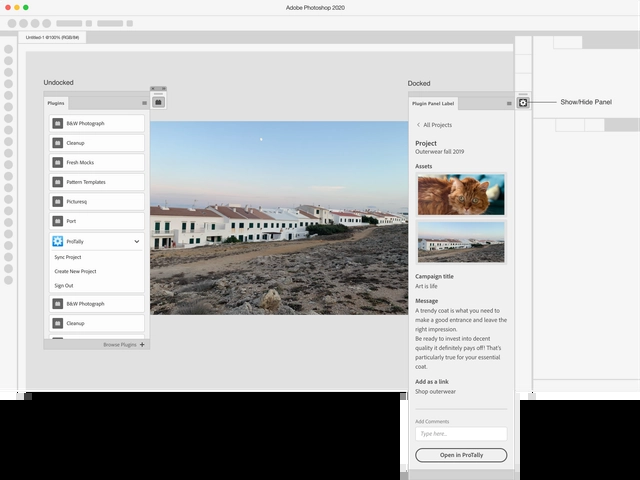 Adobe Photoshop 2020
Untitled-1 @100% (RGB/8#)
Undocked
Plugins
B&W Photograph
Cleanup
Fresh Mocks
Pattern Templates
Picturesq
Port
ProTally
Sync Project
Create New Project
Sign Out
B&W Photograph
Cleanup
Browse Plugins +
Docked
Plugin Panel Label
All Projects
Project
Outerwear fall 2019
Assets
Campaign title
Art is life
Message
A trendy coat is what you need to
make a good entrance and leave the
right impression.
Be ready to invest into decent
quality it definitely pays off! That's
particularly true for your essential
coat.
Add as a link
Shop outerwear
Add Comments
Type here...
Open in ProTally
Show/Hide Panel